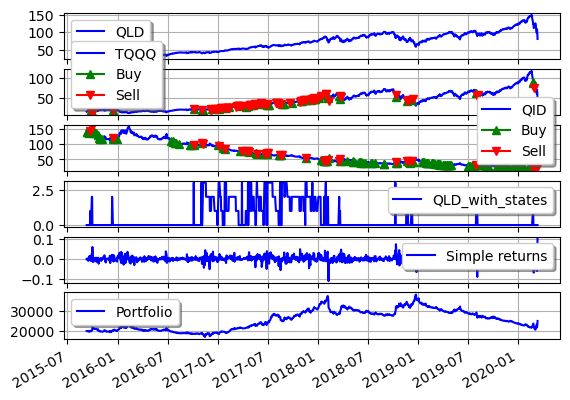 150
100
50
QLD
100
50
TQQQ
Buy
Sell
150
100
50
QID
Buy
Sell
2.5
0.0
QLD_with_states
0.1
0.0
−0.1
Simple returns
30000
20000
Portfolio
2015-07
2016-01
2016-07
2017-01
2017-07
2018-01
2018-07
2019-01
2019-07
2020-01